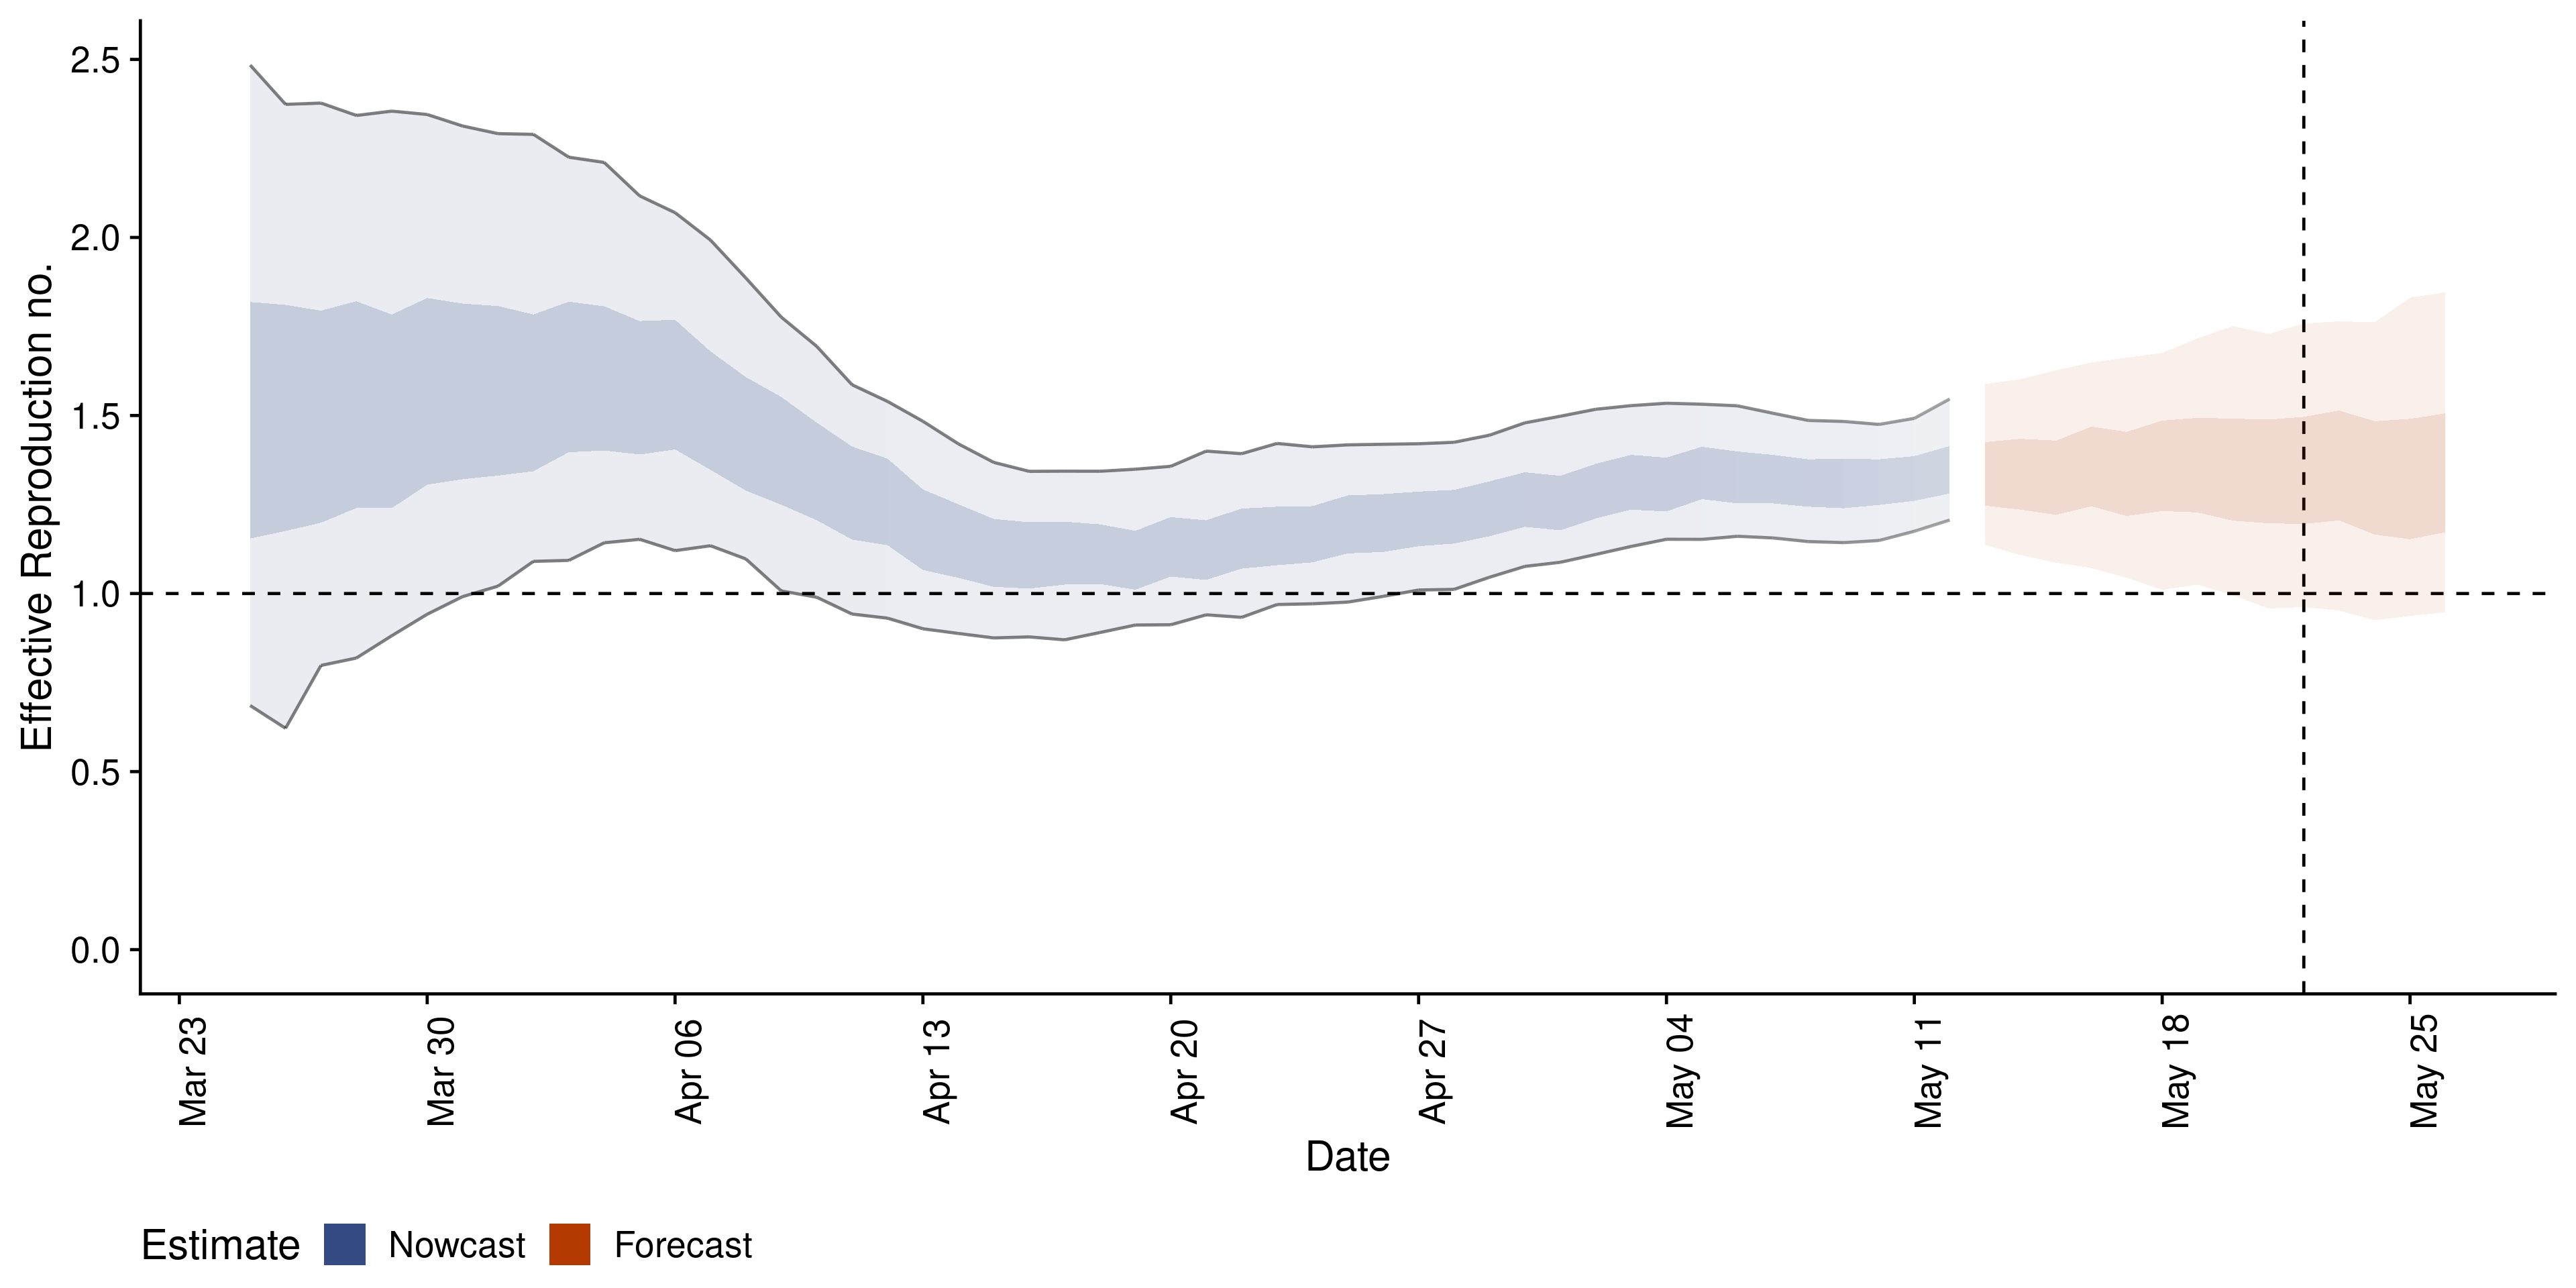 Effective Reproduction no.
2.5
2.0
1.5
1.0
0.5
0.0
Mar 23
Mar 30
Apr 06
Apr 13
Apr 20
Apr 27
May 04
May 11
May 18
May 25
Date
Estimate Nowcast Forecast